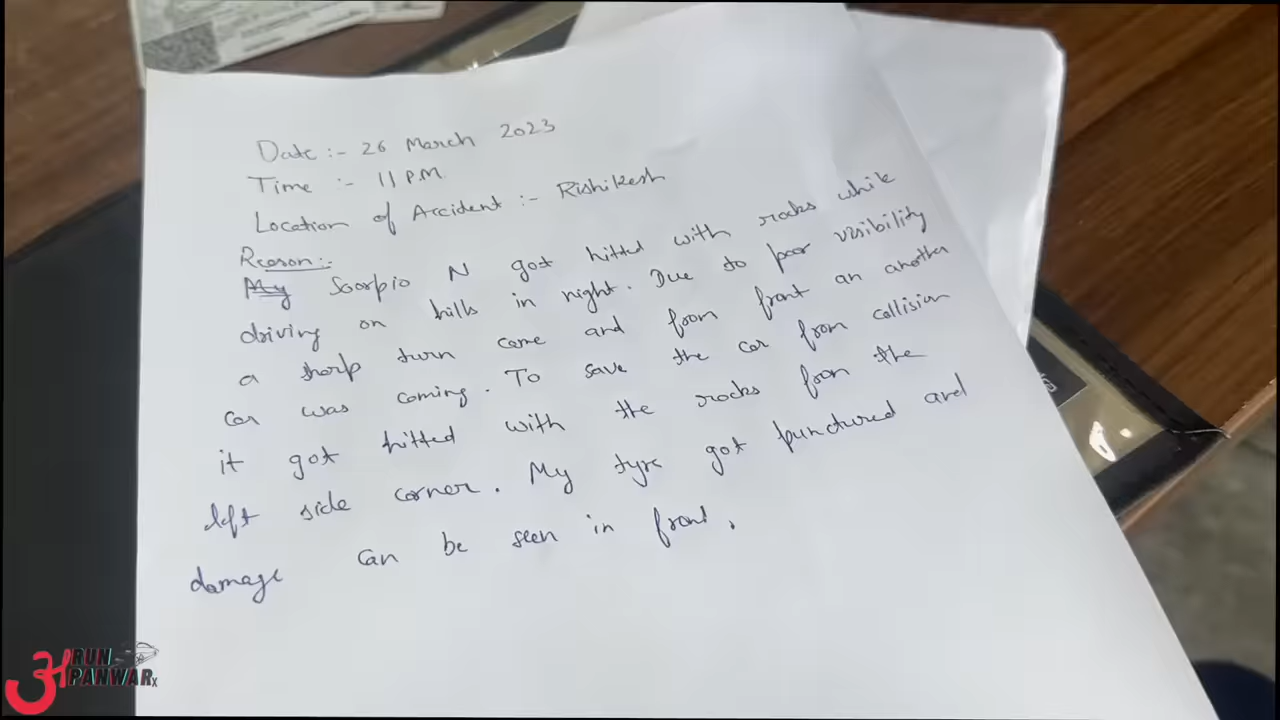 Date :- 26 March 2023
Time :- 11 P.M
Location of Accident :- Rishikesh
Reason:-
My Scorpio N got hitted with rocks while
driving on hills in night. Due to poor visibility
a sharp turn came and from front an another
car was coming. To save the car from collision
it got hitted with the rocks from the
left side corner. My tyre got punctured and
damage can be seen in front.
अRUN
PANWARx